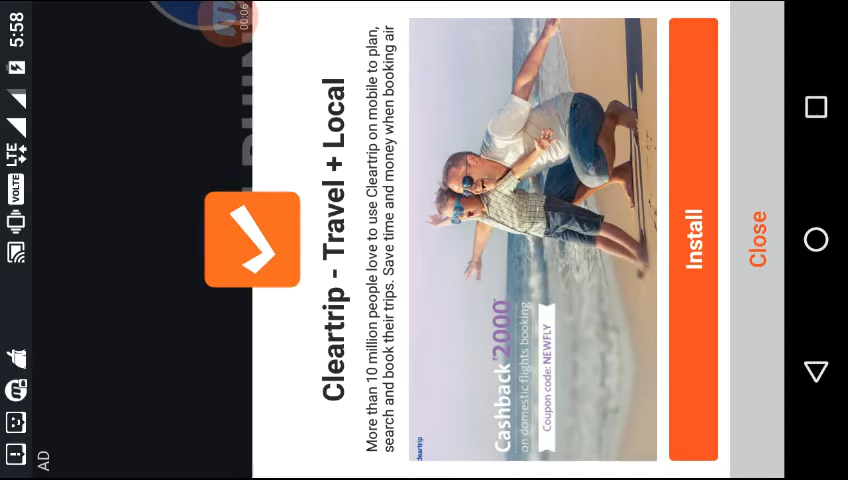 5:58
LTE
VOLTE
00:06
AD
Cleartrip - Travel + Local
More than 10 million people love to use Cleartrip on mobile to plan,
search and book their trips. Save time and money when booking air
cleartrip
Cashback ₹2000*
on domestic flights booking
Coupon code: NEWFLY
Install
Close